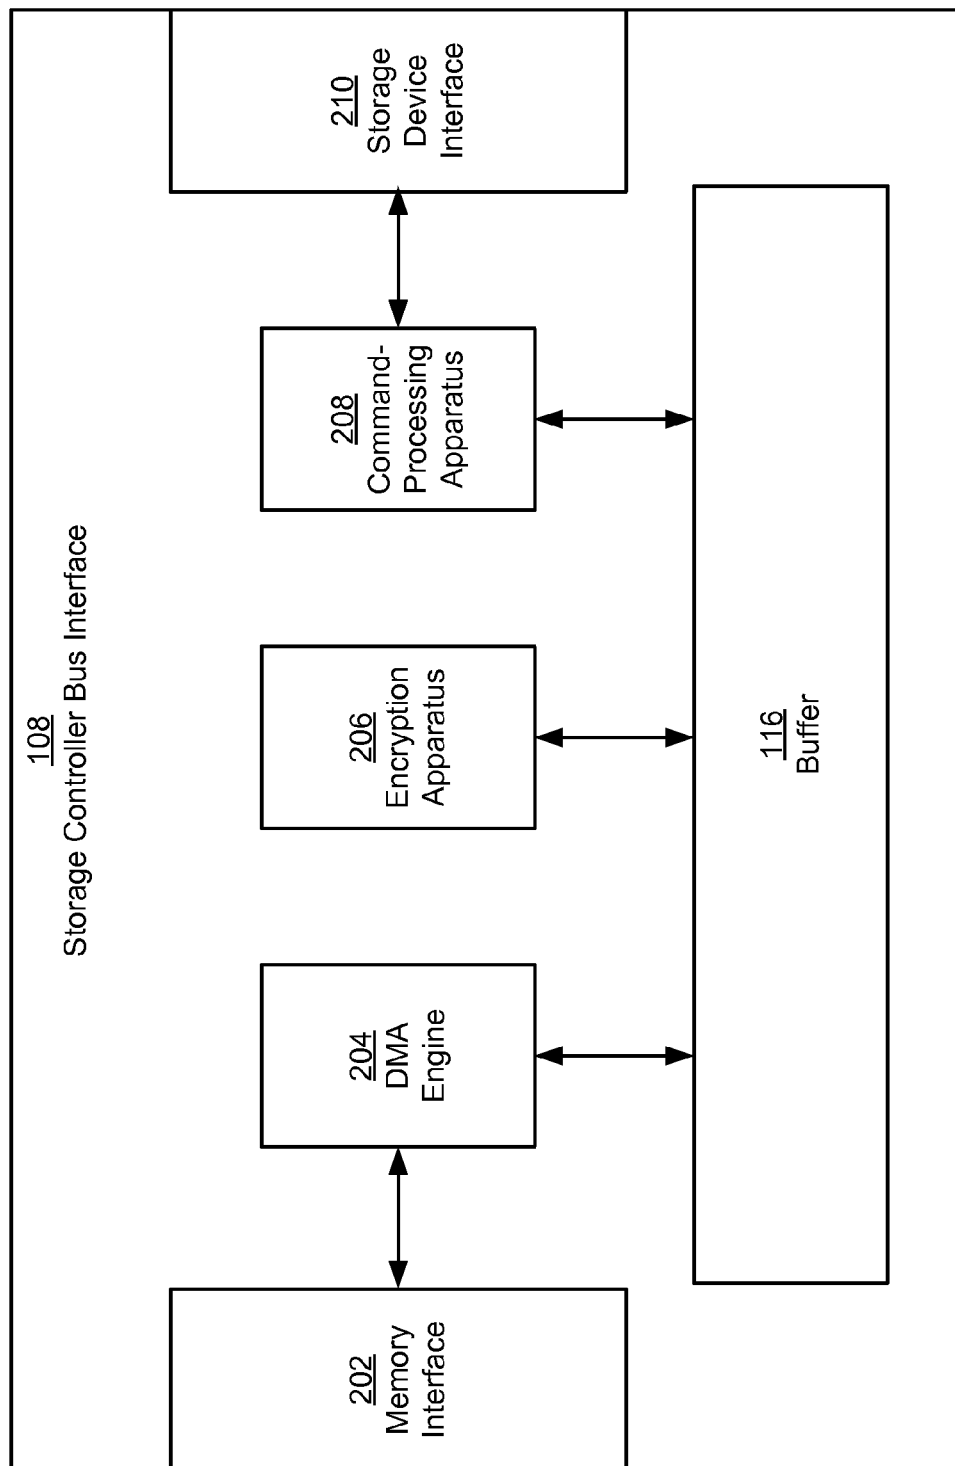 108
Storage Controller Bus Interface
202
Memory
Interface
204
DMA
Engine
206
Encryption
Apparatus
208
Command-
Processing
Apparatus
210
Storage
Device
Interface
116
Buffer